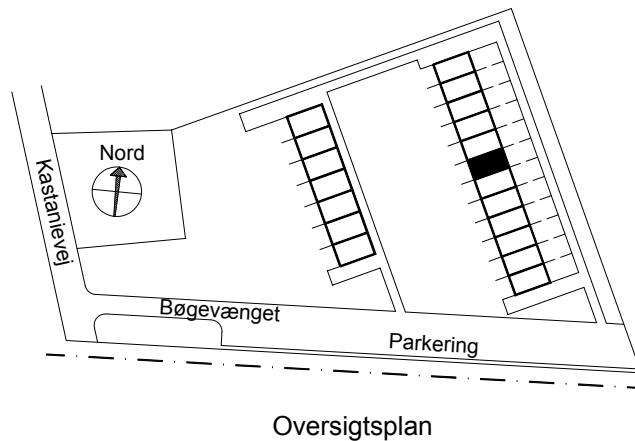 Nord
Kastanievej
Bøgevænget
Parkering
Oversigtsplan